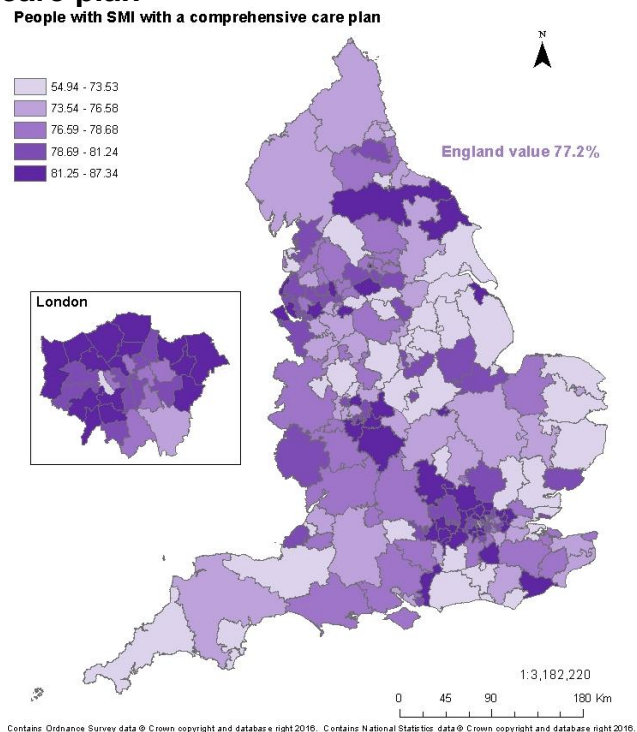 People with SMI with a comprehensive care plan
N
54.94 - 73.53
73.54 - 76.58
76.59 - 78.68
78.69 - 81.24
81.25 - 87.34
England value 77.2%
London
1:3,182,220
0 45 90 180 Km
Contains Ordnance Survey data © Crown copyright and database right 2016. Contains National Statistics data © Crown copyright and database right 2016.